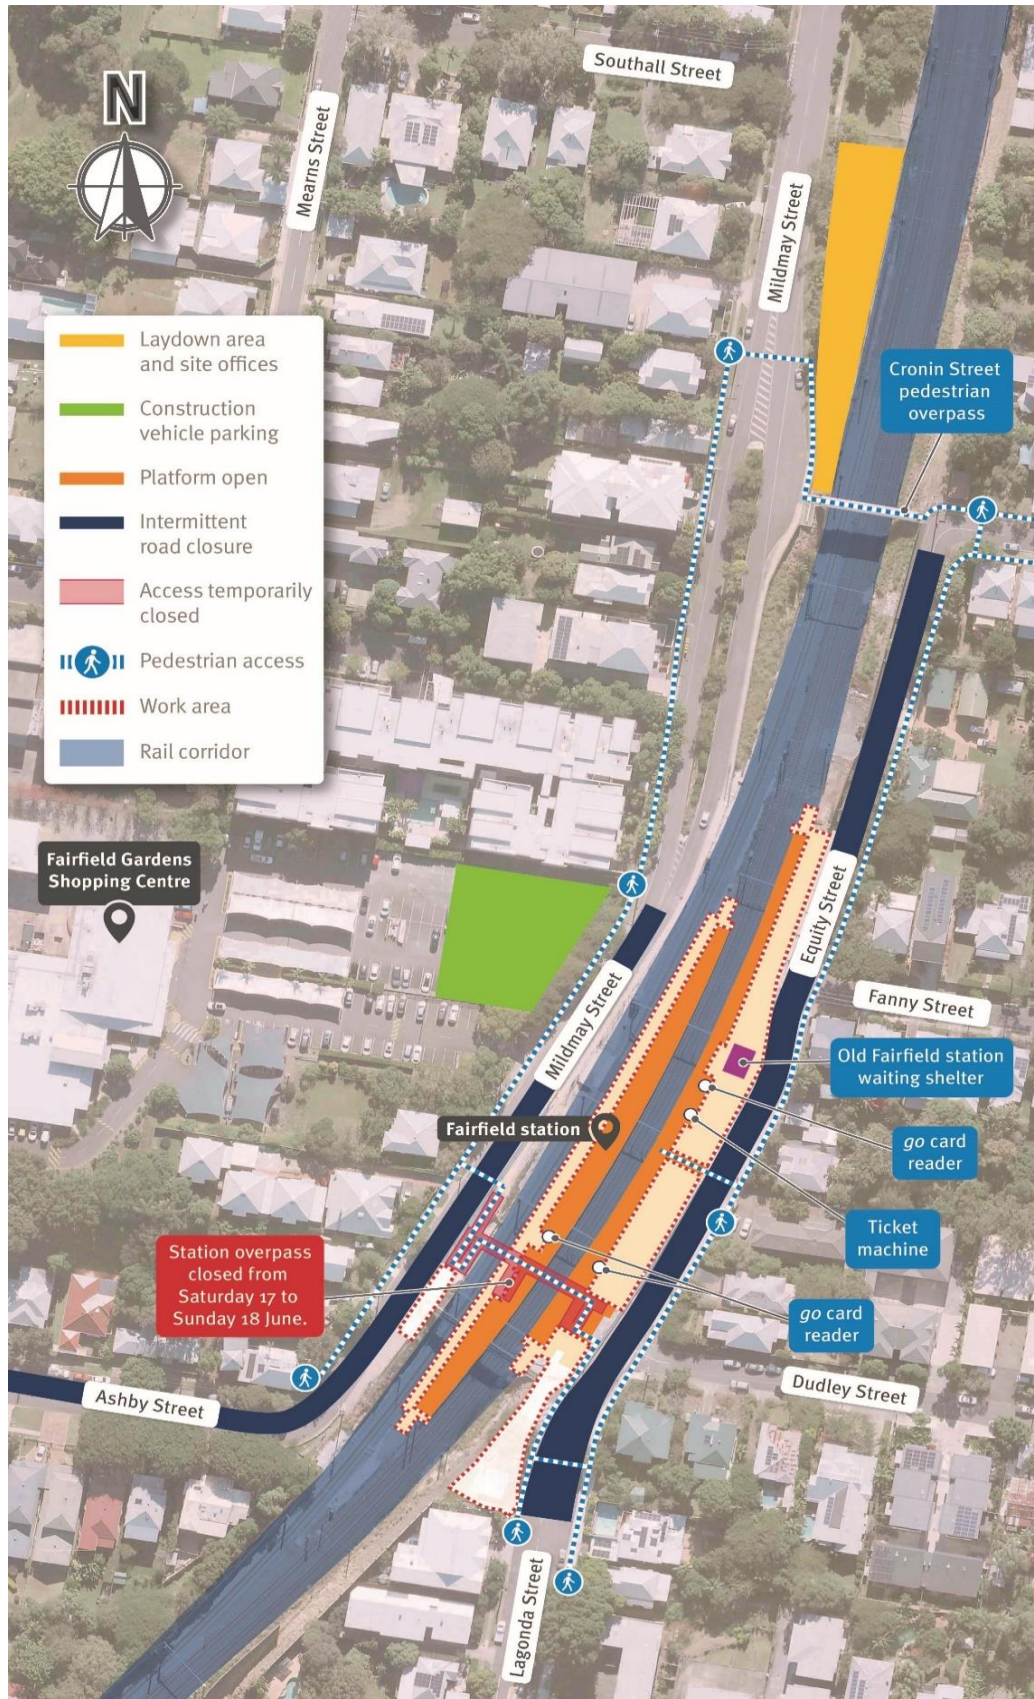 Southall Street
N
Mearns Street
Mildmay Street
Laydown area
and site offices
Construction
vehicle parking
Platform open
Intermittent
road closure
Access temporarily
closed
Pedestrian access
Work area
Rail corridor
Cronin Street
pedestrian
overpass
Fairfield Gardens
Shopping Centre
Equity Street
Mildmay Street
Fanny Street
Old Fairfield station
waiting shelter
Fairfield station
go card
reader
Ticket
machine
Station overpass
closed from
Saturday 17 to
Sunday 18 June.
go card
reader
Ashby Street
Dudley Street
Lagonda Street